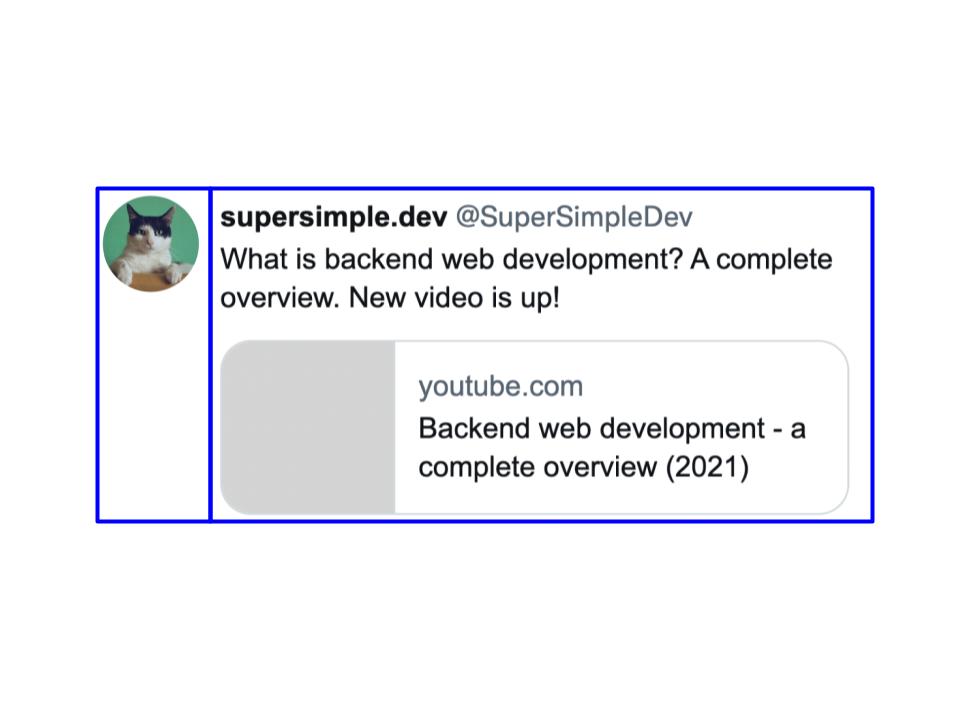 supersimple.dev @SuperSimpleDev
What is backend web development? A complete
overview. New video is up!
youtube.com
Backend web development - a
complete overview (2021)